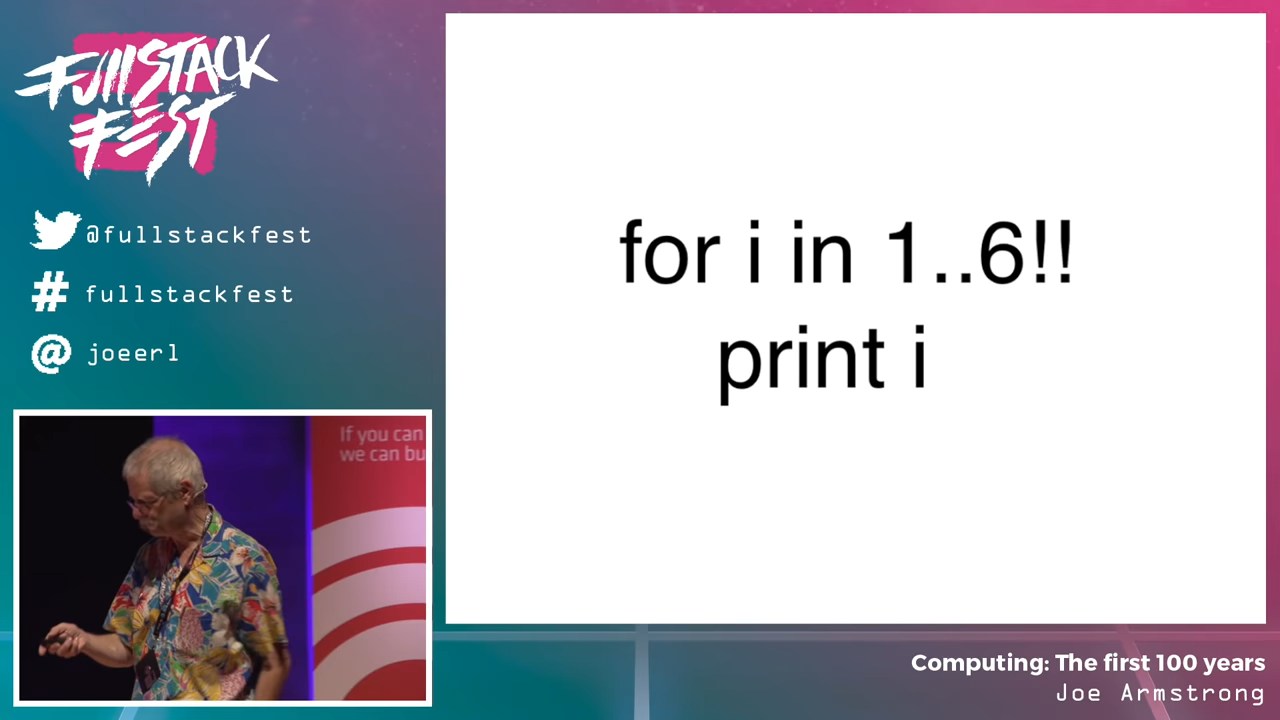 FullSTACK
FEST
@fullstackfest
# fullstackfest
@ joeerl
for i in 1..6!!
print i
If you can
we can bu
Computing: The first 100 years
Joe Armstrong